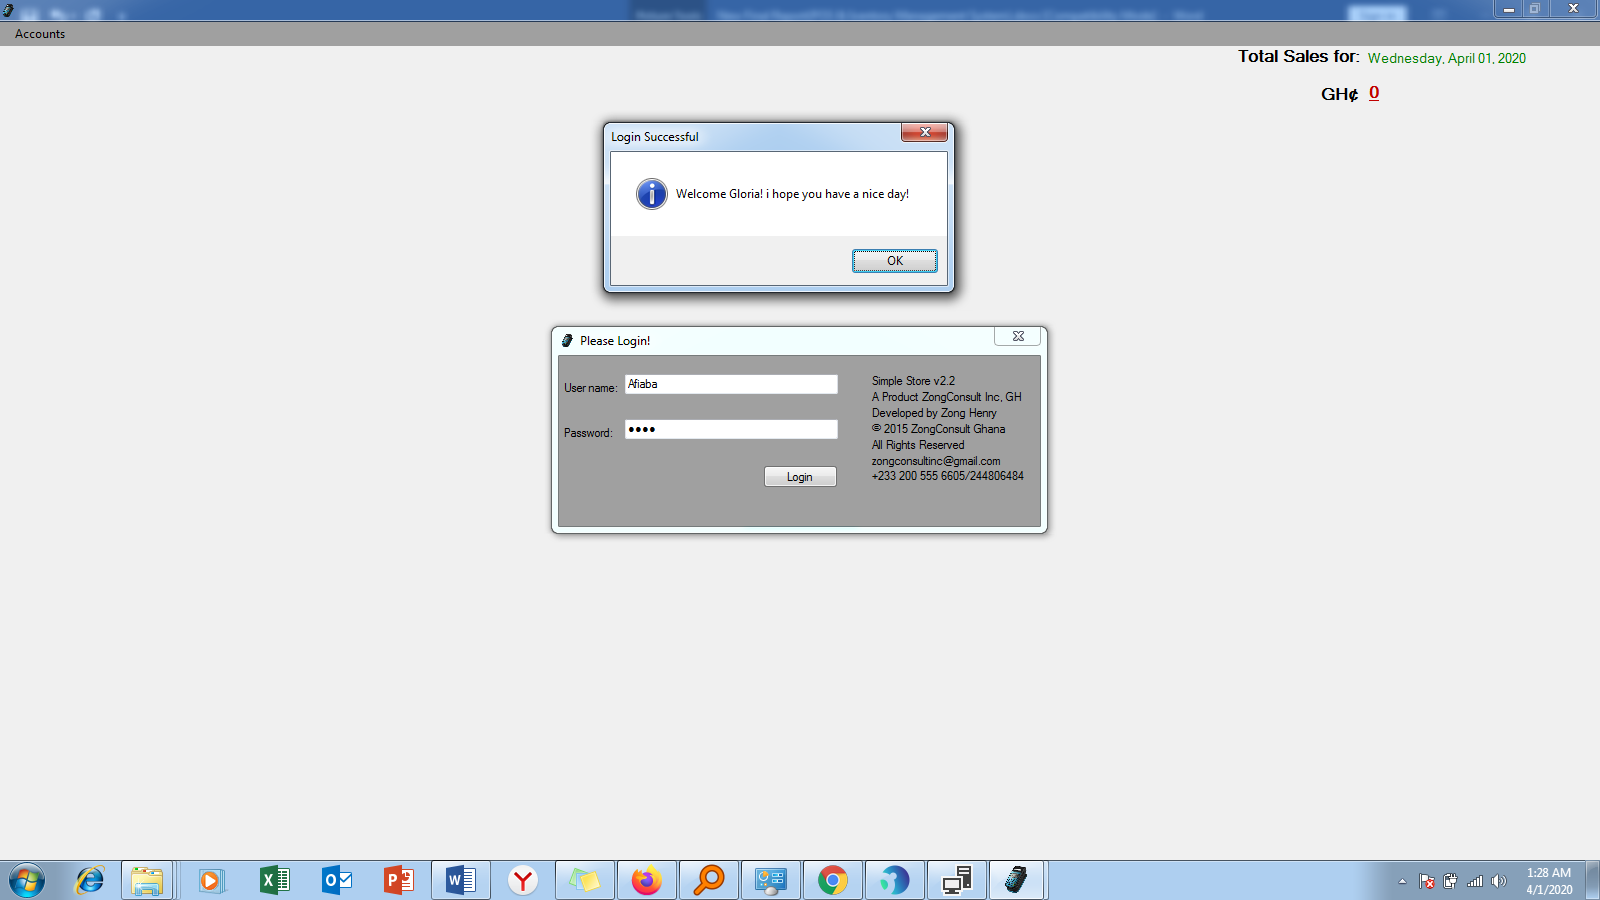 Accounts
Total Sales for: Wednesday, April 01, 2020
GH¢ 0
Login Successful
Welcome Gloria! i hope you have a nice day!
OK
Please Login!
User name: Afiaba
Password: ••••
Login
Simple Store v2.2
A Product ZongConsult Inc, GH
Developed by Zong Henry
© 2015 ZongConsult Ghana
All Rights Reserved
zongconsultinc@gmail.com
+233 200 555 6605/244806484
1:28 AM
4/1/2020